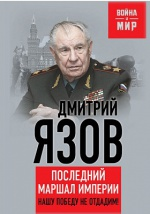 ВОЙНА И
МИР
ДМИТРИЙ
ЯЗОВ
ПОСЛЕДНИЙ
МАРШАЛ ИМПЕРИИ
НАШУ ПОБЕДУ НЕ ОТДАДИМ!